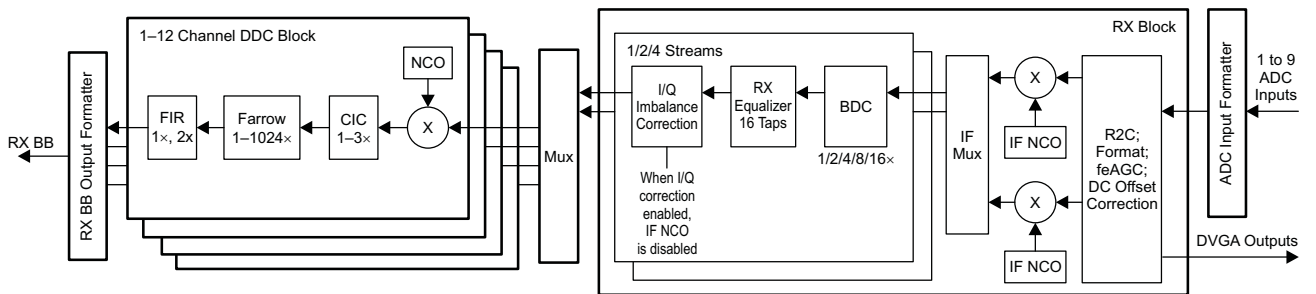 1–12 Channel DDC Block
NCO
FIR
1×, 2x
Farrow
1–1024×
CIC
1–3×
X
RX BB
RX BB Output Formatter
Mux
RX Block
1/2/4 Streams
I/Q
Imbalance
Correction
RX
Equalizer
16 Taps
BDC
1/2/4/8/16×
When I/Q
correction
enabled,
IF NCO
is disabled
IF
Mux
X
IF NCO
X
IF NCO
R2C;
Format;
feAGC;
DC Offset
Correction
ADC Input Formatter
1 to 9
ADC
Inputs
DVGA Outputs